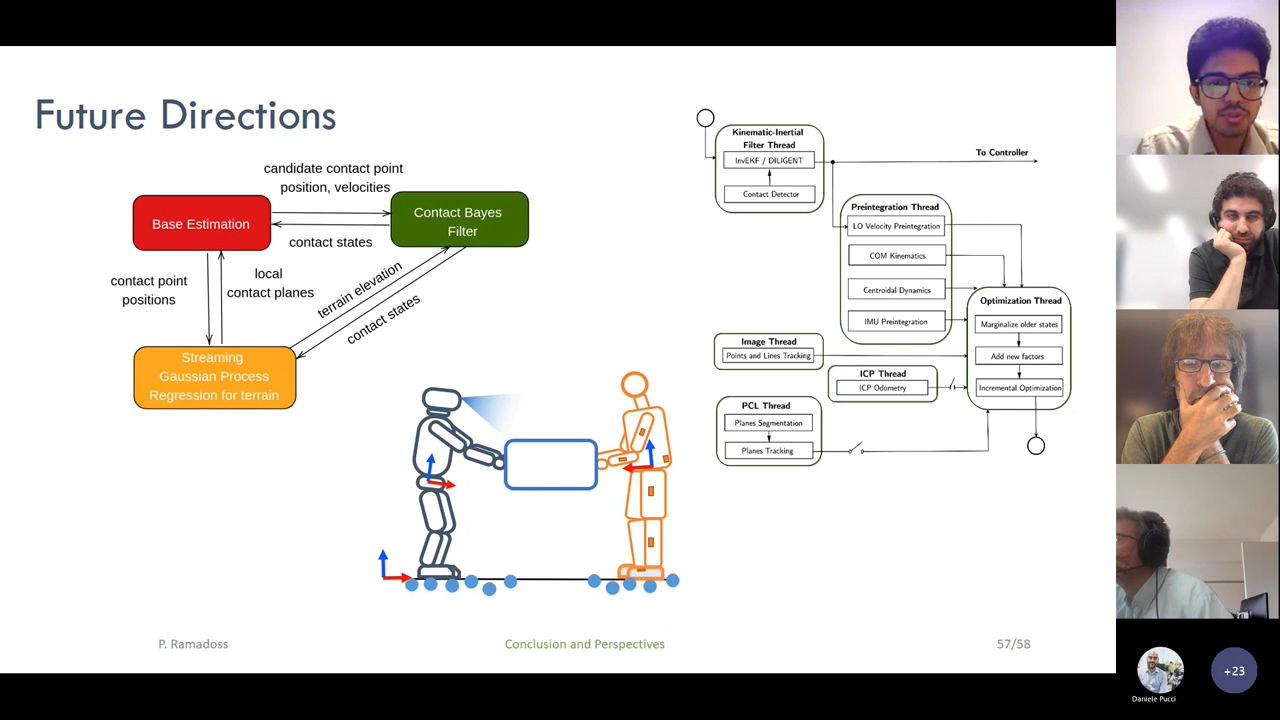 Future Directions
candidate contact point
position, velocities
Base Estimation
Contact Bayes
Filter
contact states
contact point
positions
local
contact planes
terrain elevation
contact states
Streaming
Gaussian Process
Regression for terrain
Kinematic-Inertial
Filter Thread
InvEKF / DILIGENT
Contact Detector
To Controller
Preintegration Thread
LO Velocity Preintegration
COM Kinematics
Centroidal Dynamics
IMU Preintegration
Optimization Thread
Marginalize older states
Add new factors
Incremental Optimization
Image Thread
Points and Lines Tracking
ICP Thread
ICP Odometry
PCL Thread
Planes Segmentation
Planes Tracking
P. Ramadoss
Conclusion and Perspectives
57/58
Daniele Pucci
+23